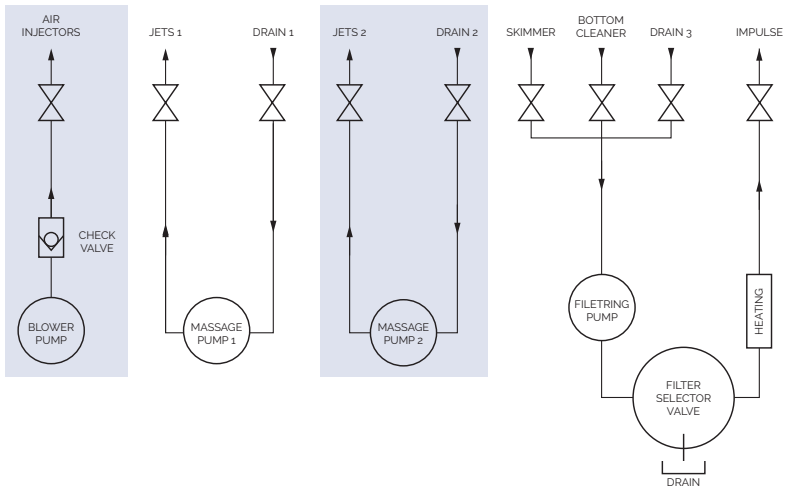 AIR
INJECTORS
JETS 1
DRAIN 1
JETS 2
DRAIN 2
SKIMMER
BOTTOM
CLEANER
DRAIN 3
IMPULSE
CHECK
VALVE
BLOWER
PUMP
MASSAGE
PUMP 1
MASSAGE
PUMP 2
FILETRING
PUMP
HEATING
FILTER
SELECTOR
VALVE
DRAIN